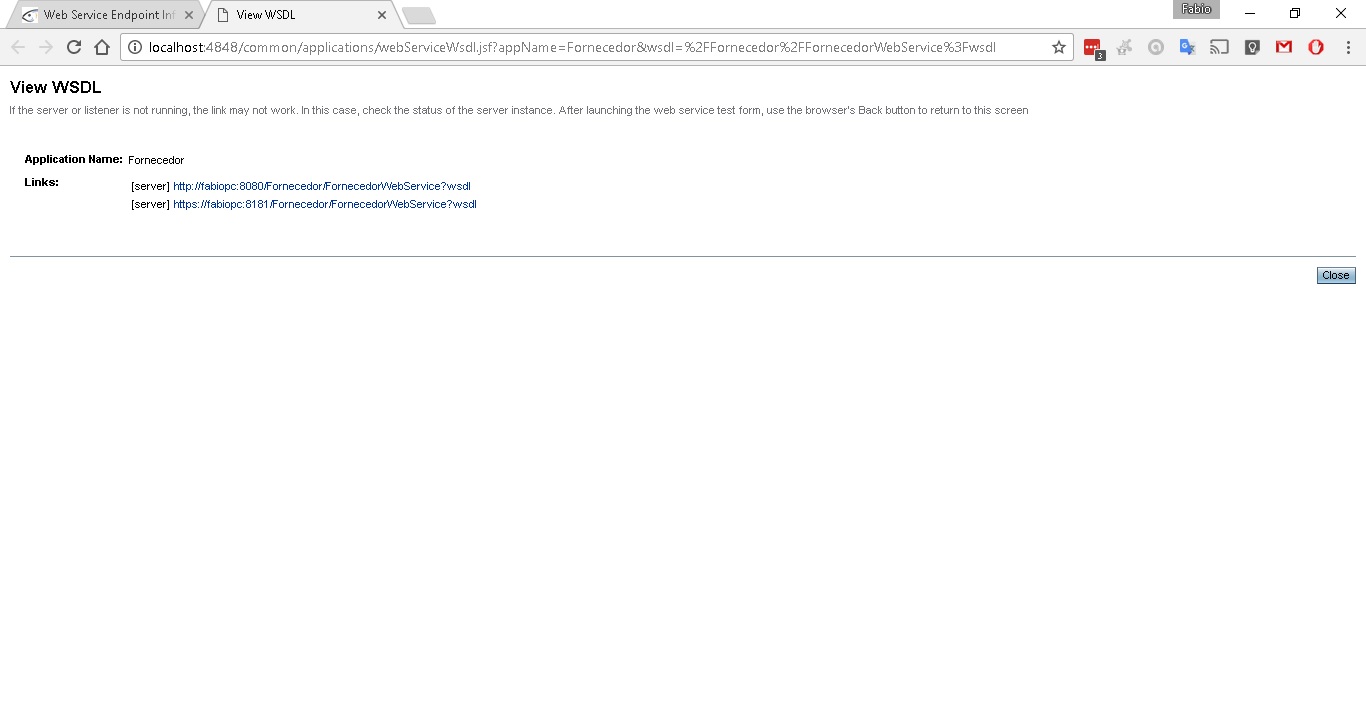 Web Service Endpoint Inf
View WSDL
Fabio
localhost:4848/common/applications/webServiceWsdl.jsf?appName=Fornecedor&wsdl=%2FFornecedor%2FFornecedorWebService%3Fwsdl
3
View WSDL
If the server or listener is not running, the link may not work. In this case, check the status of the server instance. After launching the web service test form, use the browser's Back button to return to this screen
Application Name: Fornecedor
Links:
[server] http://fabiopc:8080/Fornecedor/FornecedorWebService?wsdl
[server] https://fabiopc:8181/Fornecedor/FornecedorWebService?wsdl
Close